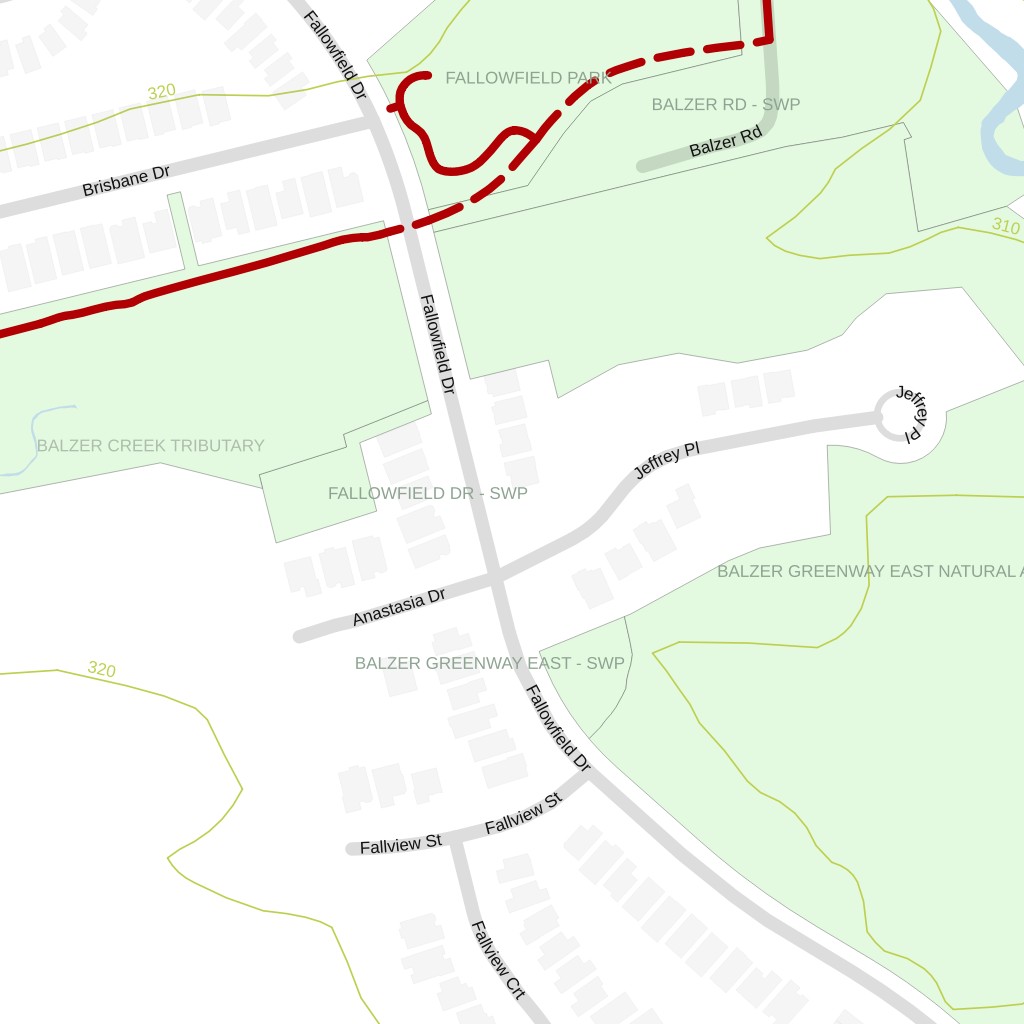 Fallowfield Dr
FALLOWFIELD PARK
320
BALZER RD - SWP
Balzer Rd
Brisbane Dr
310
Fallowfield Dr
Jeffrey Pl
BALZER CREEK TRIBUTARY
Jeffrey Pl
FALLOWFIELD DR - SWP
BALZER GREENWAY EAST NATURAL A
Anastasia Dr
BALZER GREENWAY EAST - SWP
320
Fallowfield Dr
Fallview St
Fallview St
Fallview Crt